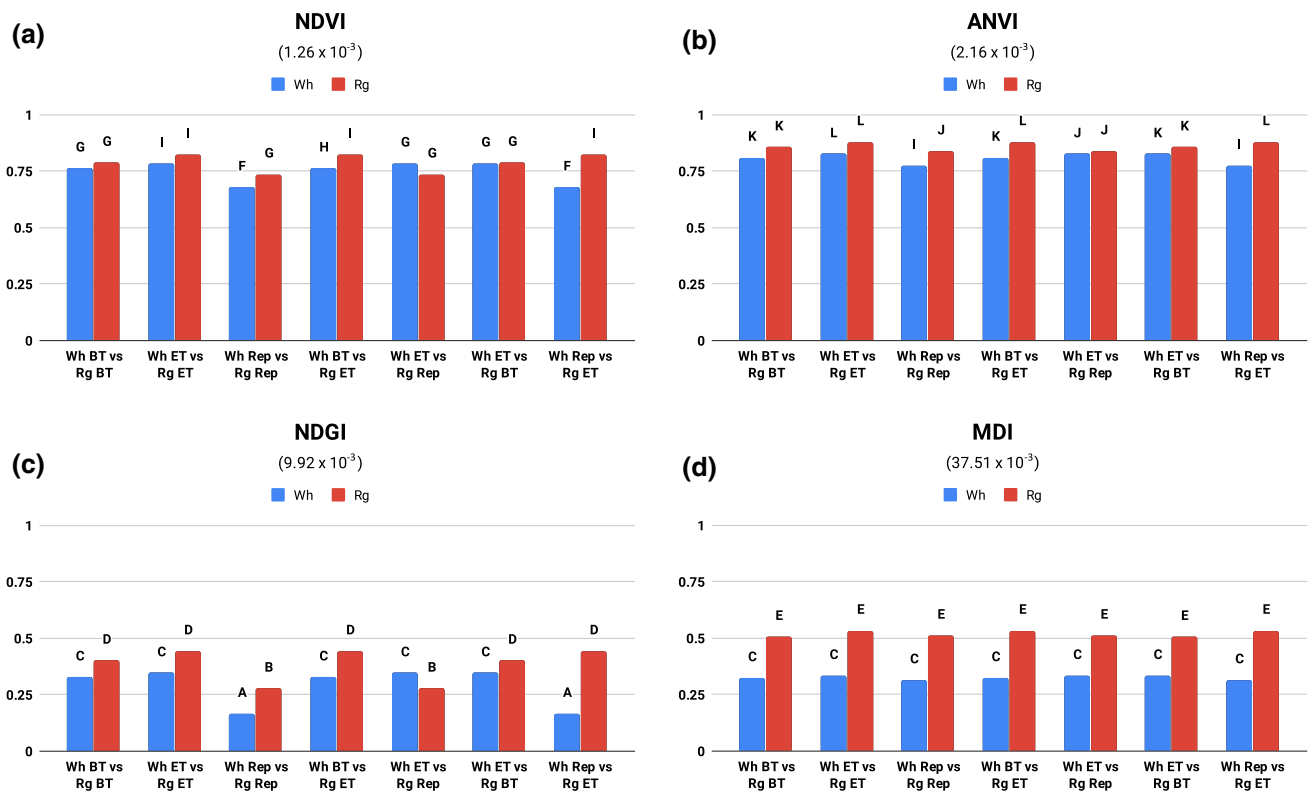 (a)
NDVI
(1.26 x 10-3)
Wh Rg
1
0.75
0.5
0.25
0
G G I I F G H I G G G G F I
Wh BT vs Rg BT
Wh ET vs Rg ET
Wh Rep vs Rg Rep
Wh BT vs Rg ET
Wh ET vs Rg Rep
Wh ET vs Rg BT
Wh Rep vs Rg ET
(b)
ANVI
(2.16 x 10-3)
Wh Rg
1
0.75
0.5
0.25
0
K K L L I J K L J J K K I L
Wh BT vs Rg BT
Wh ET vs Rg ET
Wh Rep vs Rg Rep
Wh BT vs Rg ET
Wh ET vs Rg Rep
Wh ET vs Rg BT
Wh Rep vs Rg ET
(c)
NDGI
(9.92 x 10-3)
Wh Rg
1
0.75
0.5
0.25
0
C D C D A B C D C B C D A D
Wh BT vs Rg BT
Wh ET vs Rg ET
Wh Rep vs Rg Rep
Wh BT vs Rg ET
Wh ET vs Rg Rep
Wh ET vs Rg BT
Wh Rep vs Rg ET
(d)
MDI
(37.51 x 10-3)
Wh Rg
1
0.75
0.5
0.25
0
C E C E C E C E C E C E C E
Wh BT vs Rg BT
Wh ET vs Rg ET
Wh Rep vs Rg Rep
Wh BT vs Rg ET
Wh ET vs Rg Rep
Wh ET vs Rg BT
Wh Rep vs Rg ET